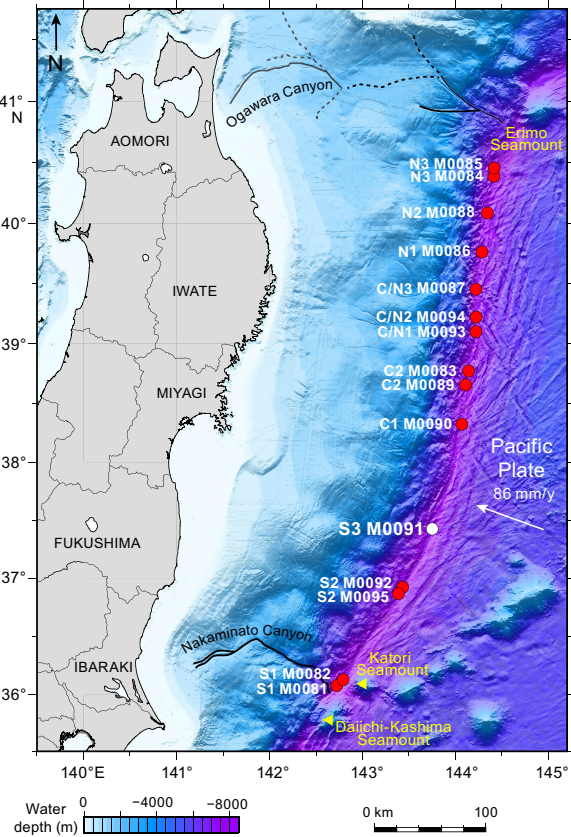 N
Ogawara Canyon
41°
N
Erimo
Seamount
AOMORI
N3 M0085
N3 M0084
N2 M0088
40°
N1 M0086
C/N3 M0087
IWATE
C/N2 M0094
C/N1 M0093
39°
C2 M0083
C2 M0089
MIYAGI
C1 M0090
38°
Pacific
Plate
86 mm/y
S3 M0091
FUKUSHIMA
37°
S2 M0092
S2 M0095
Nakaminato Canyon
IBARAKI
Katori
Seamount
S1 M0082
S1 M0081
36°
Daiichi-Kashima
Seamount
140°E
141°
142°
143°
144°
145°
Water
depth (m)
0
−4000
−8000
0 km
100